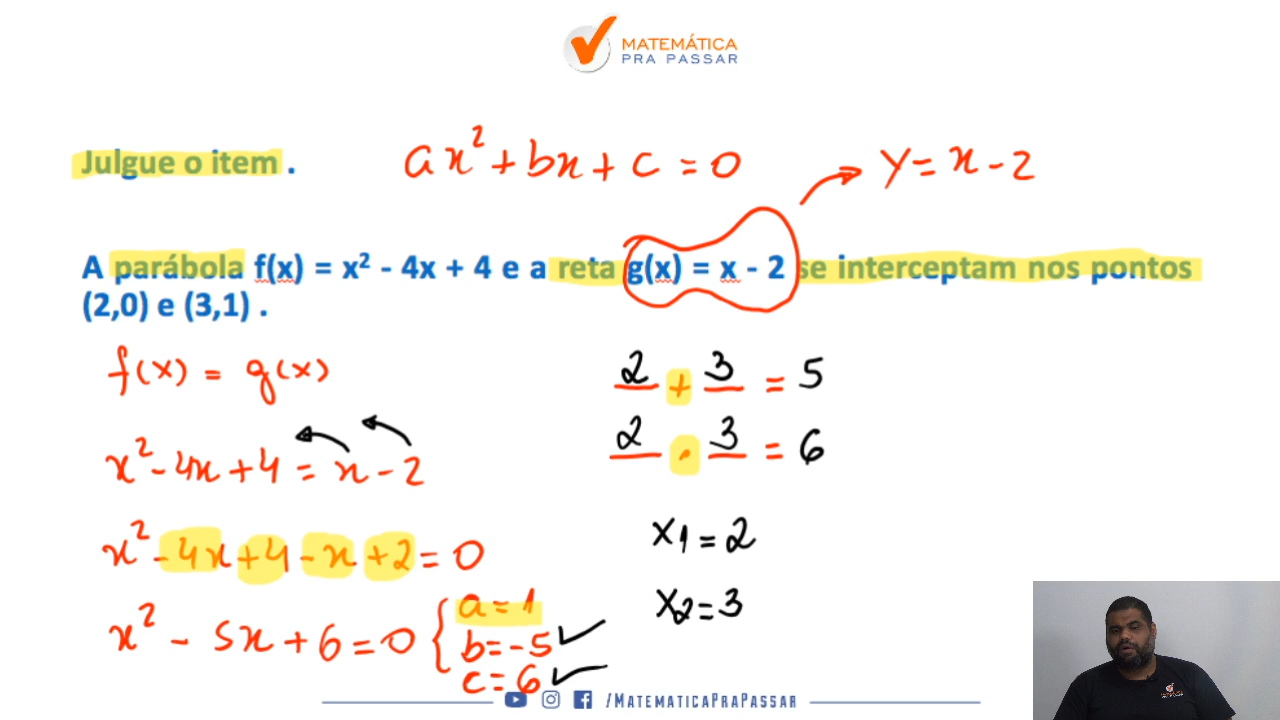 MATEMÁTICA
PRA PASSAR
Julgue o item .
ax² + bx + c = 0
y = x - 2
A parábola f(x) = x² - 4x + 4 e a reta g(x) = x - 2 se interceptam nos pontos
(2,0) e (3,1) .
f(x) = g(x)
x² - 4x + 4 = x - 2
x² - 4x + 4 - x + 2 = 0
x² - 5x + 6 = 0
a = 1
b = -5
c = 6
2 + 3 = 5
2 . 3 = 6
x1 = 2
x2 = 3
/MATEMATICAPRAPASSAR